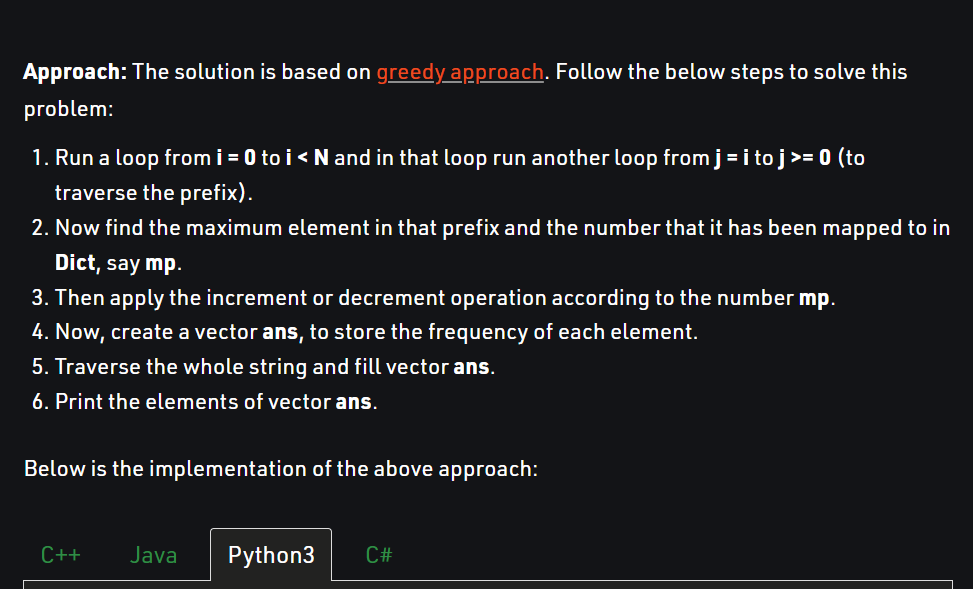 Approach: The solution is based on greedy approach. Follow the below steps to solve this
problem:
1. Run a loop from i = 0 to i < N and in that loop run another loop from j = i to j >= 0 (to
traverse the prefix).
2. Now find the maximum element in that prefix and the number that it has been mapped to in
Dict, say mp.
3. Then apply the increment or decrement operation according to the number mp.
4. Now, create a vector ans, to store the frequency of each element.
5. Traverse the whole string and fill vector ans.
6. Print the elements of vector ans.
Below is the implementation of the above approach:
C++ Java Python3 C#